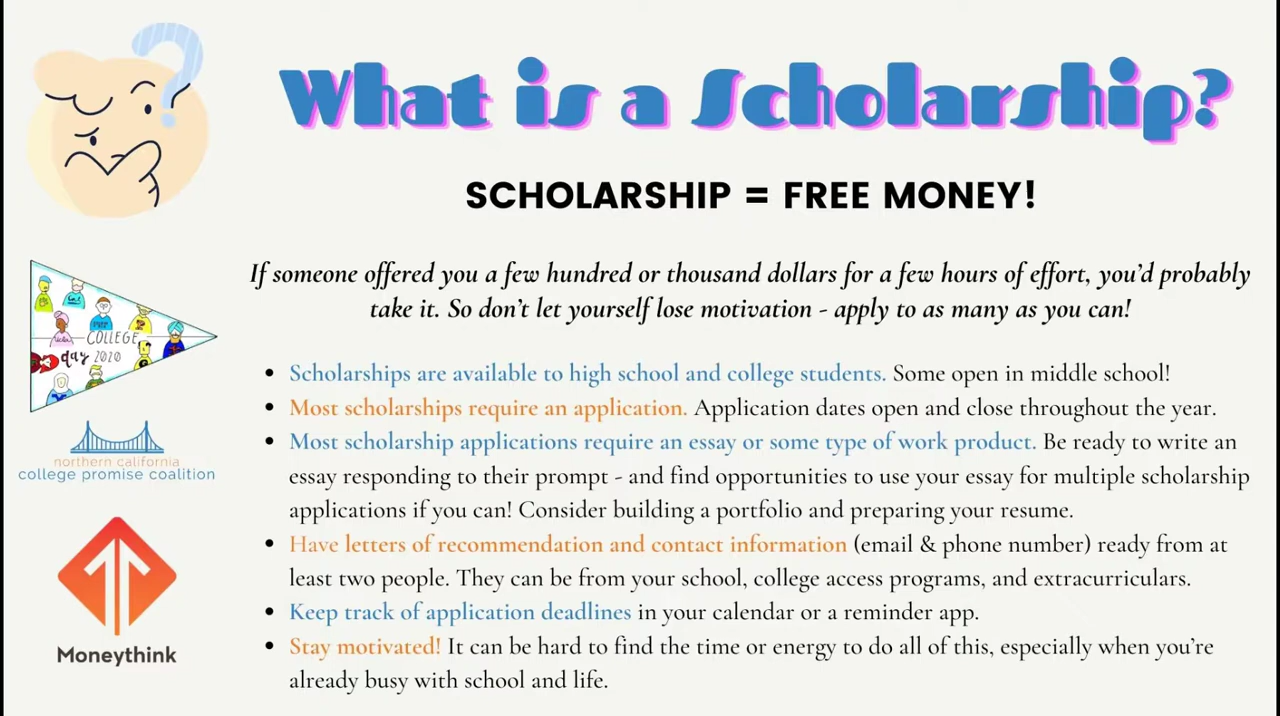 What is a Scholarship?
SCHOLARSHIP = FREE MONEY!
If someone offered you a few hundred or thousand dollars for a few hours of effort, you'd probably
take it. So don't let yourself lose motivation - apply to as many as you can!
Scholarships are available to high school and college students. Some open in middle school!
Most scholarships require an application. Application dates open and close throughout the year.
Most scholarship applications require an essay or some type of work product. Be ready to write an
essay responding to their prompt - and find opportunities to use your essay for multiple scholarship
applications if you can! Consider building a portfolio and preparing your resume.
Have letters of recommendation and contact information (email & phone number) ready from at
least two people. They can be from your school, college access programs, and extracurriculars.
Keep track of application deadlines in your calendar or a reminder app.
Stay motivated! It can be hard to find the time or energy to do all of this, especially when you're
already busy with school and life.
COLLEGE
day 2020
northern california
college promise coalition
Moneythink